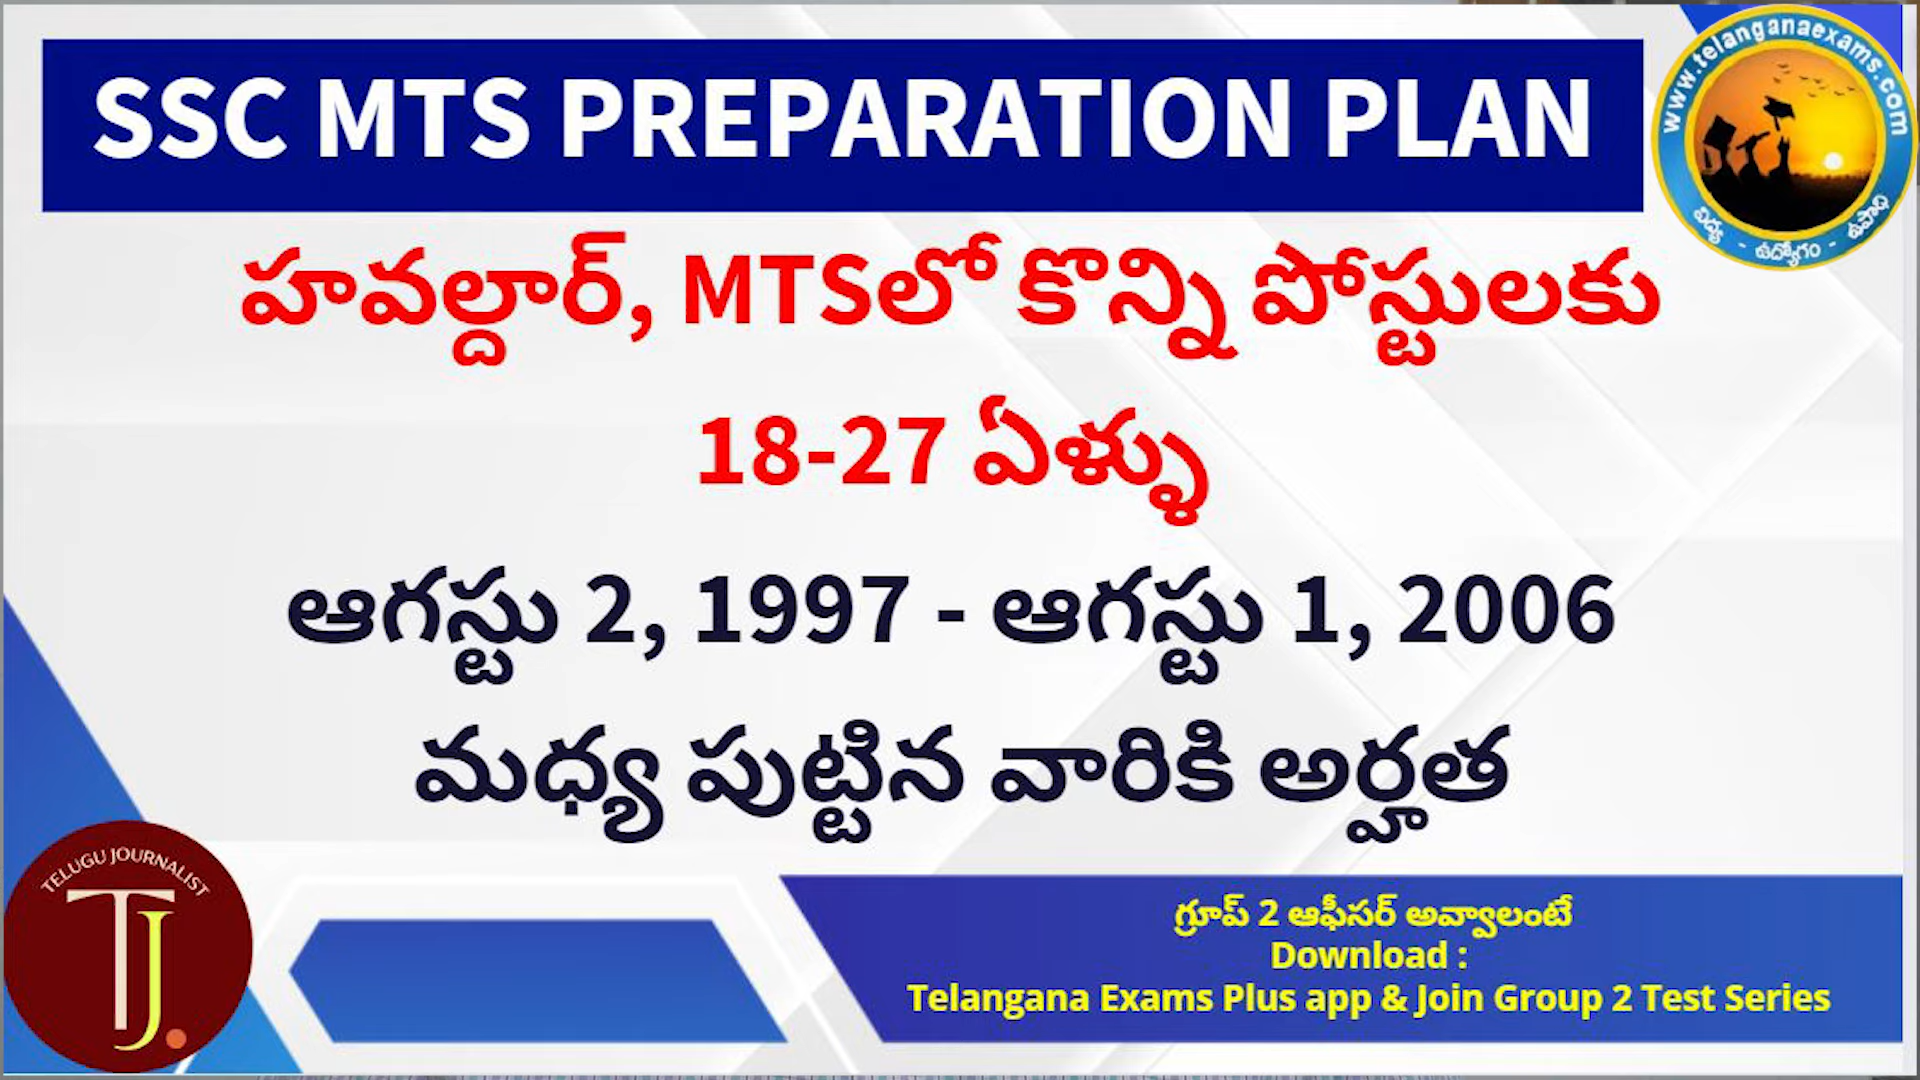 SSC MTS PREPARATION PLAN
www.telanganaexams.com
విద్య - ఉద్యోగం - ఉపాధి
హవల్దార్, MTSలో కొన్ని పోస్టులకు
18-27 ఏళ్ళు
ఆగస్టు 2, 1997 - ఆగస్టు 1, 2006
మధ్య పుట్టిన వారికి అర్హత
TELUGU JOURNALIST
TJ.
గ్రూప్ 2 ఆఫీసర్ అవ్వాలంటే
Download :
Telangana Exams Plus app & Join Group 2 Test Series